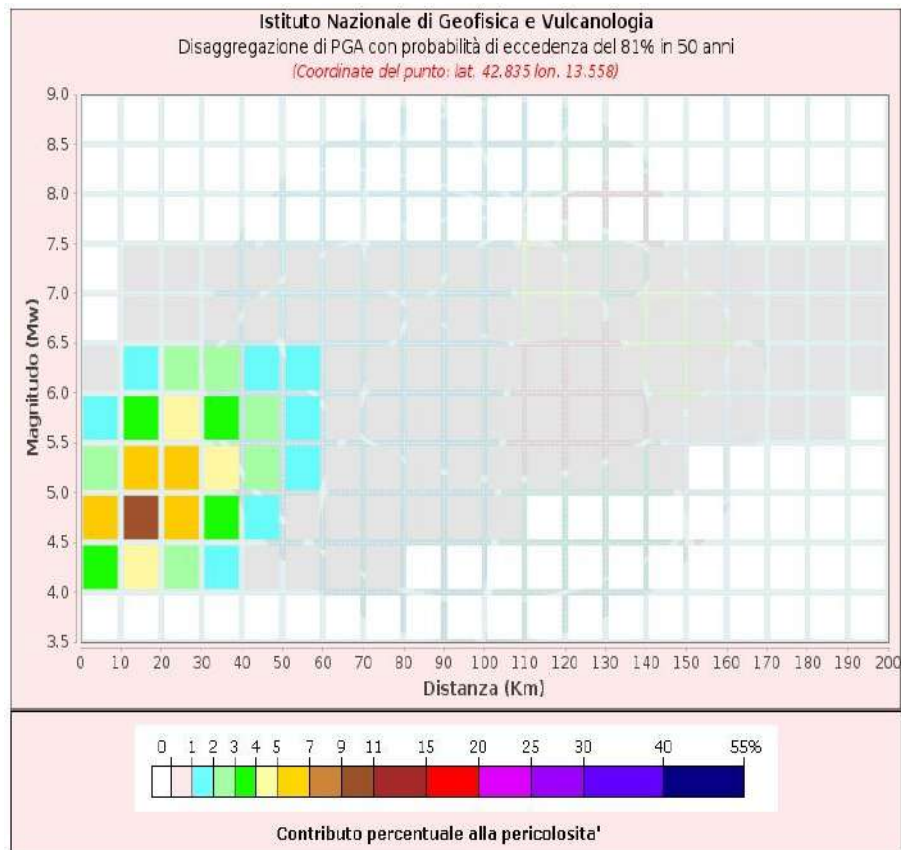 Istituto Nazionale di Geofisica e Vulcanologia
Disaggregazione di PGA con probabilità di eccedenza del 81% in 50 anni
(Coordinate del punto: lat. 42.835 lon. 13.558)
9.0
8.5
8.0
7.5
7.0
6.5
6.0
5.5
5.0
4.5
4.0
3.5
Magnitudo (Mw)
0 10 20 30 40 50 60 70 80 90 100 110 120 130 140 150 160 170 180 190 200
Distanza (Km)
0 1 2 3 4 5 7 9 11 15 20 25 30 40 55%
Contributo percentuale alla pericolosita'